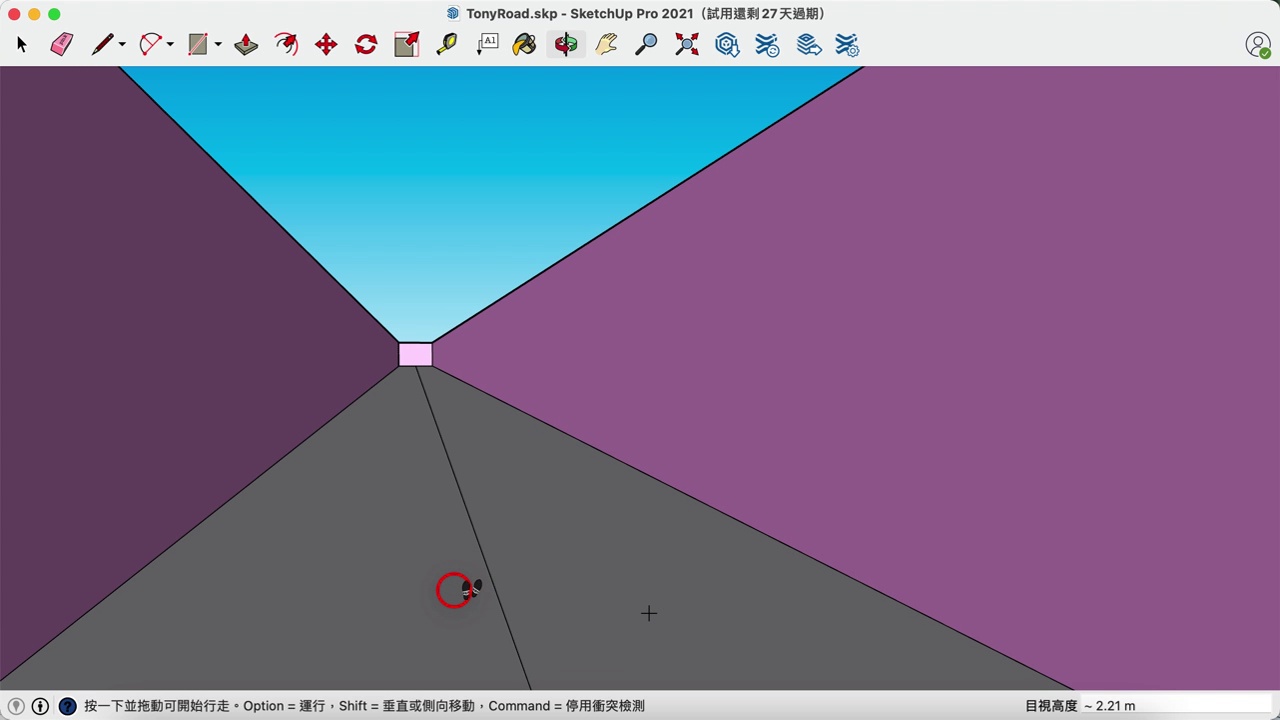 TonyRoad.skp - SketchUp Pro 2021（試用還剩 27 天過期）
A1
按一下並拖動可開始行走。Option = 運行，Shift = 垂直或側向移動，Command = 停用衝突檢測
目視高度 ~ 2.21 m